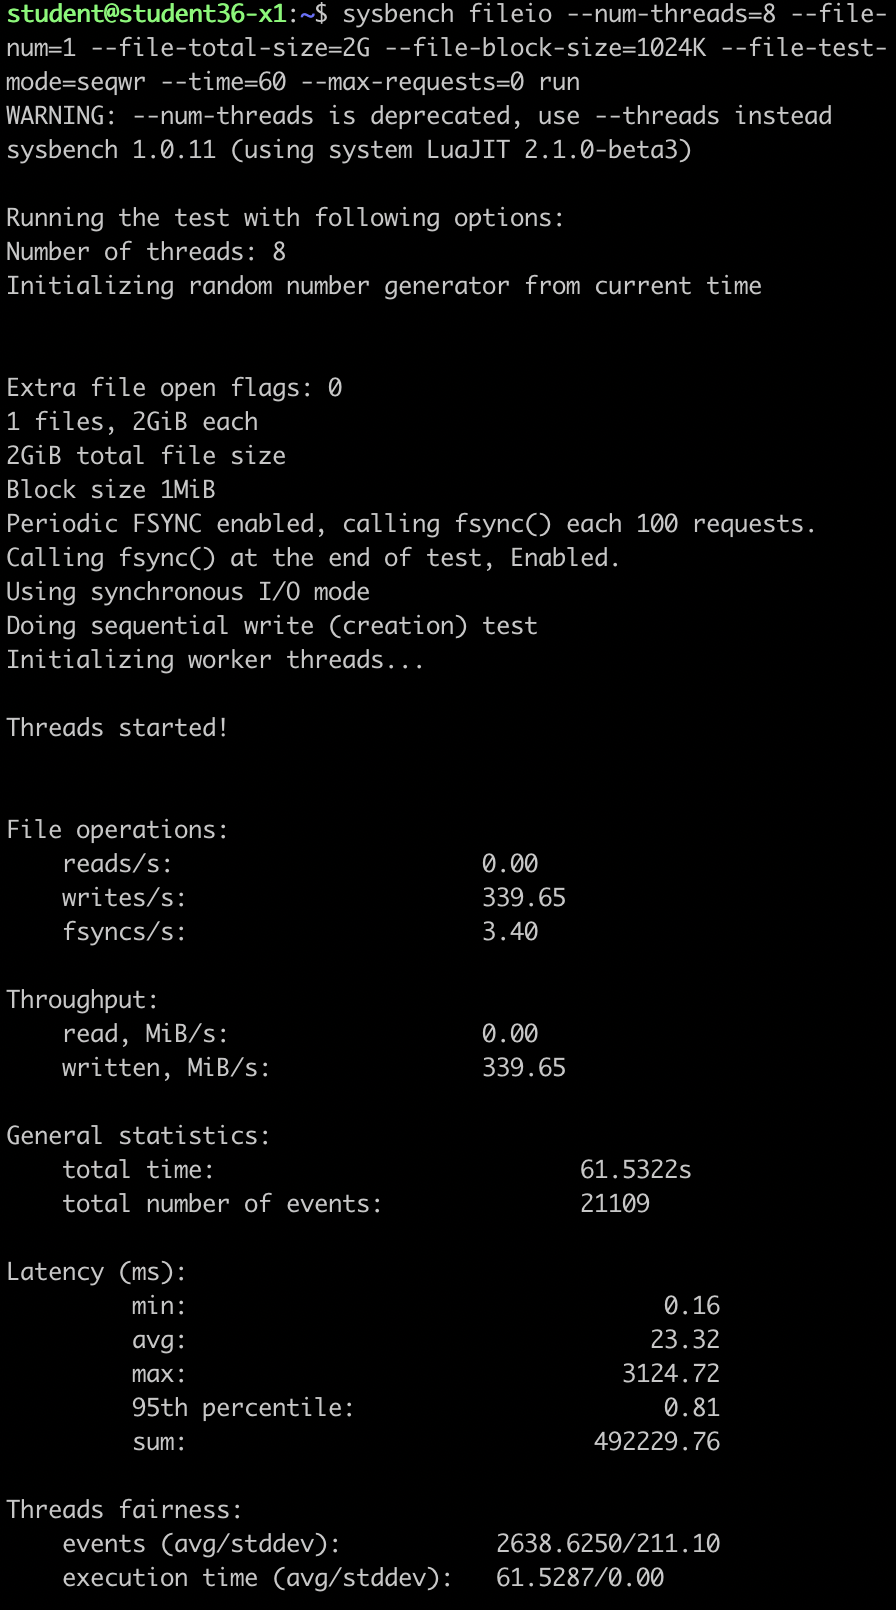 student@student36-x1:~$ sysbench fileio --num-threads=8 --file-
num=1 --file-total-size=2G --file-block-size=1024K --file-test-
mode=seqwr --time=60 --max-requests=0 run
WARNING: --num-threads is deprecated, use --threads instead
sysbench 1.0.11 (using system LuaJIT 2.1.0-beta3)

Running the test with following options:
Number of threads: 8
Initializing random number generator from current time


Extra file open flags: 0
1 files, 2GiB each
2GiB total file size
Block size 1MiB
Periodic FSYNC enabled, calling fsync() each 100 requests.
Calling fsync() at the end of test, Enabled.
Using synchronous I/O mode
Doing sequential write (creation) test
Initializing worker threads...

Threads started!


File operations:
    reads/s:                      0.00
    writes/s:                     339.65
    fsyncs/s:                     3.40

Throughput:
    read, MiB/s:                  0.00
    written, MiB/s:               339.65

General statistics:
    total time:                          61.5322s
    total number of events:              21109

Latency (ms):
         min:                                  0.16
         avg:                                 23.32
         max:                               3124.72
         95th percentile:                      0.81
         sum:                             492229.76

Threads fairness:
    events (avg/stddev):           2638.6250/211.10
    execution time (avg/stddev):   61.5287/0.00